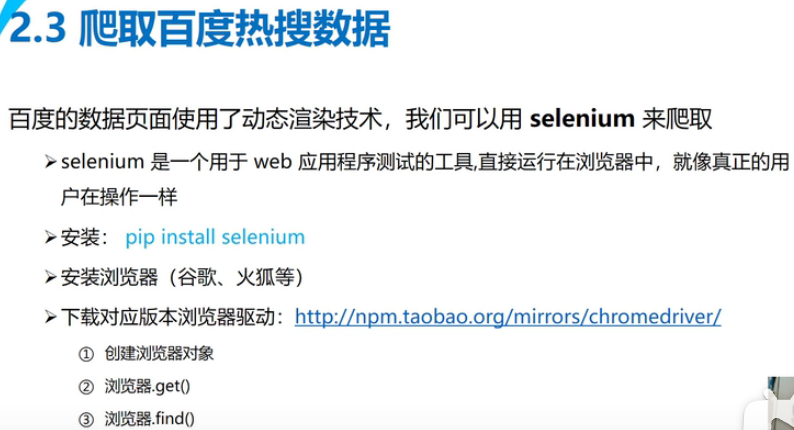 2.3 爬取百度热搜数据
百度的数据页面使用了动态渲染技术，我们可以用 selenium 来爬取
➢selenium 是一个用于 web 应用程序测试的工具,直接运行在浏览器中，就像真正的用
户在操作一样
➢安装： pip install selenium
➢安装浏览器（谷歌、火狐等）
➢下载对应版本浏览器驱动：http://npm.taobao.org/mirrors/chromedriver/
① 创建浏览器对象
② 浏览器.get()
③ 浏览器.find()